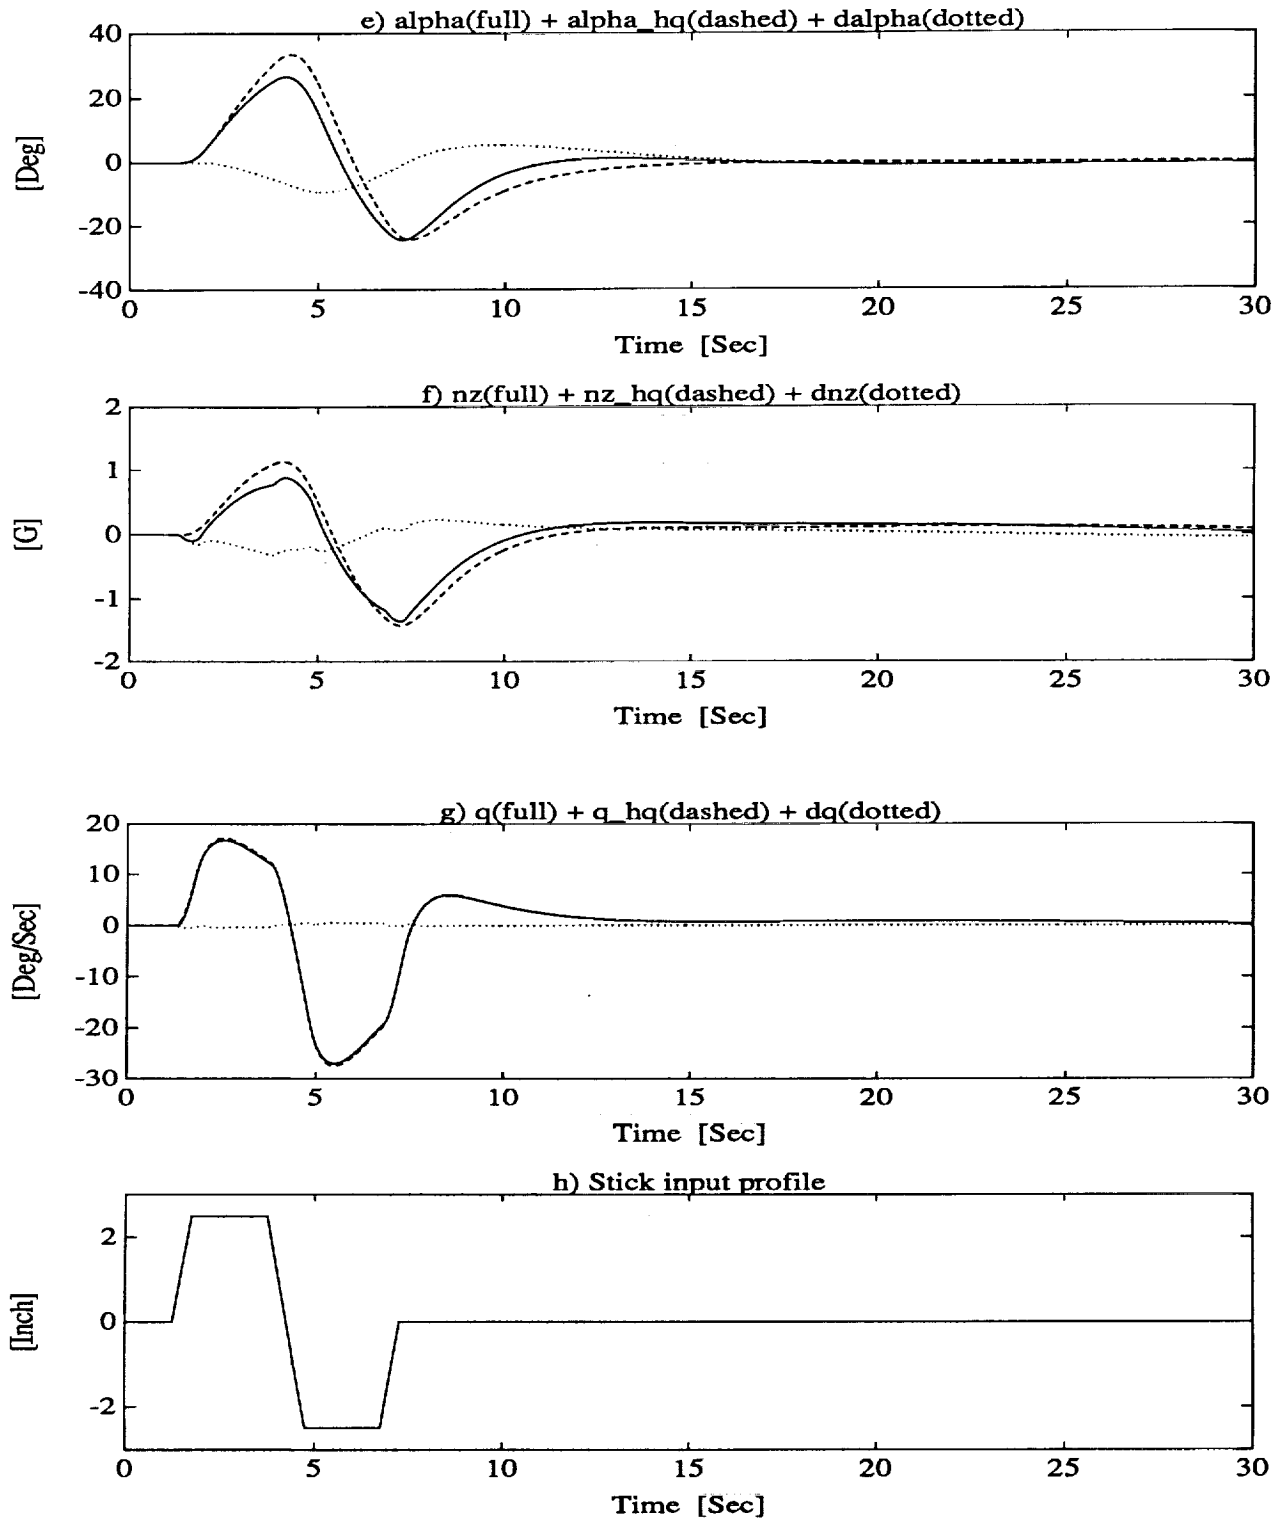 e) alpha(full) + alpha_hq(dashed) + dalpha(dotted)
40
20
0
-20
-40
[Deg]
0 5 10 15 20 25 30
Time [Sec]
f) nz(full) + nz_hq(dashed) + dnz(dotted)
2
1
0
-1
-2
[G]
0 5 10 15 20 25 30
Time [Sec]
g) q(full) + q_hq(dashed) + dq(dotted)
20
10
0
-10
-20
-30
[Deg/Sec]
0 5 10 15 20 25 30
Time [Sec]
h) Stick input profile
2
0
-2
[Inch]
0 5 10 15 20 25 30
Time [Sec]